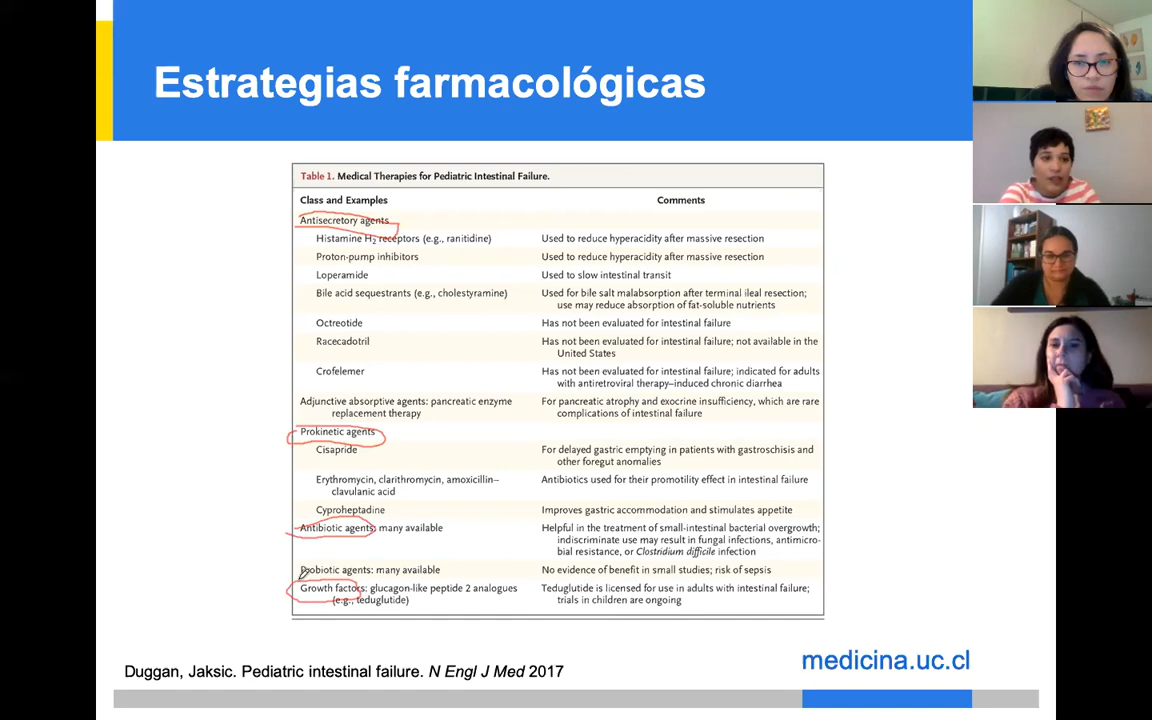 Estrategias farmacológicas
Table 1. Medical Therapies for Pediatric Intestinal Failure.
Class and Examples Comments
Antisecretory agents
Histamine H2 receptors (e.g., ranitidine) Used to reduce hyperacidity after massive resection
Proton-pump inhibitors Used to reduce hyperacidity after massive resection
Loperamide Used to slow intestinal transit
Bile acid sequestrants (e.g., cholestyramine) Used for bile salt malabsorption after terminal ileal resection;
use may reduce absorption of fat-soluble nutrients
Octreotide Has not been evaluated for intestinal failure
Racecadotril Has not been evaluated for intestinal failure; not available in the
United States
Crofelemer Has not been evaluated for intestinal failure; indicated for adults
with antiretroviral therapy–induced chronic diarrhea
Adjunctive absorptive agents: pancreatic enzyme For pancreatic atrophy and exocrine insufficiency, which are rare
replacement therapy complications of intestinal failure
Prokinetic agents
Cisapride For delayed gastric emptying in patients with gastroschisis and
other foregut anomalies
Erythromycin, clarithromycin, amoxicillin– Antibiotics used for their promotility effect in intestinal failure
clavulanic acid
Cyproheptadine Improves gastric accommodation and stimulates appetite
Antibiotic agents: many available Helpful in the treatment of small-intestinal bacterial overgrowth;
indiscriminate use may result in fungal infections, antimicro-
bial resistance, or Clostridium difficile infection
Probiotic agents: many available No evidence of benefit in small studies; risk of sepsis
Growth factors: glucagon-like peptide 2 analogues Teduglutide is licensed for use in adults with intestinal failure;
(e.g., teduglutide) trials in children are ongoing
Duggan, Jaksic. Pediatric intestinal failure. N Engl J Med 2017
medicina.uc.cl